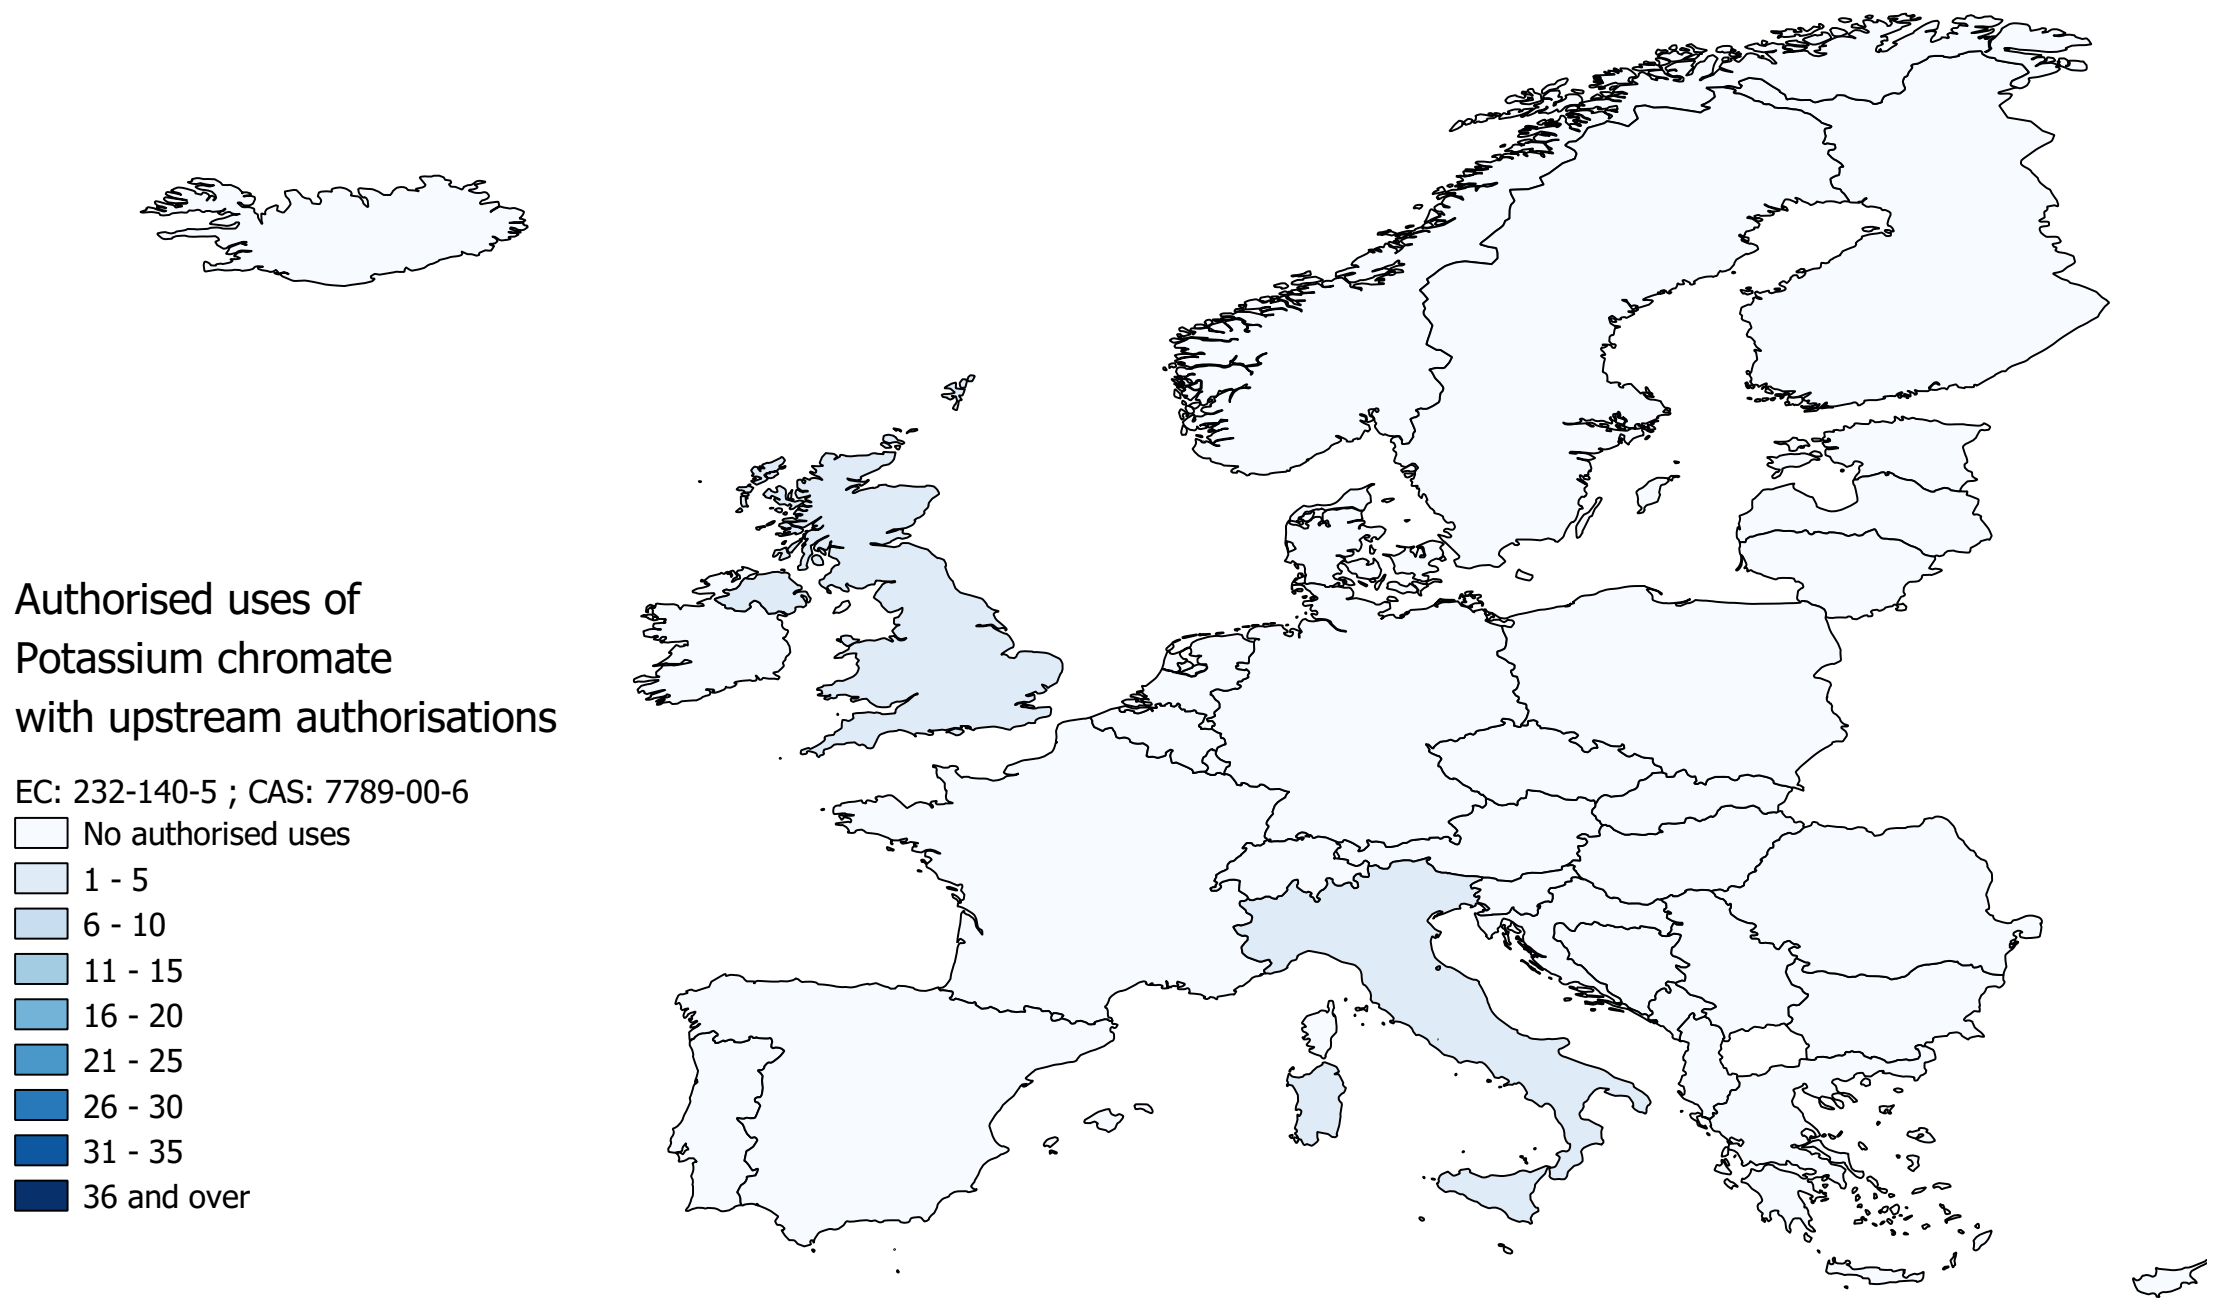 Authorised uses of
Potassium chromate
with upstream authorisations
EC: 232-140-5 ; CAS: 7789-00-6
No authorised uses
1 - 5
6 - 10
11 - 15
16 - 20
21 - 25
26 - 30
31 - 35
36 and over